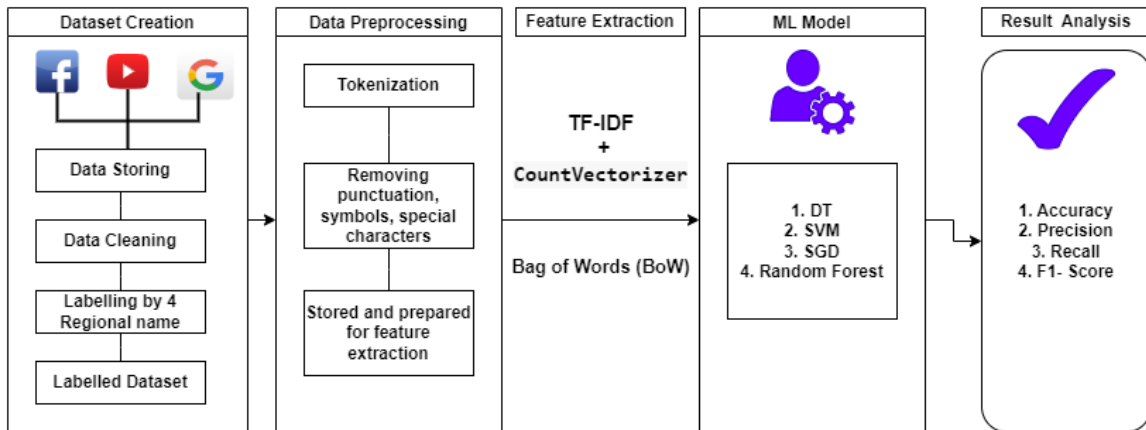 Dataset Creation
Data Storing
Data Cleaning
Labelling by 4
Regional name
Labelled Dataset
Data Preprocessing
Tokenization
Removing
punctuation,
symbols, special
characters
Stored and prepared
for feature
extraction
Feature Extraction
TF-IDF
+
CountVectorizer
Bag of Words (BoW)
ML Model
1. DT
2. SVM
3. SGD
4. Random Forest
Result Analysis
1. Accuracy
2. Precision
3. Recall
4. F1- Score